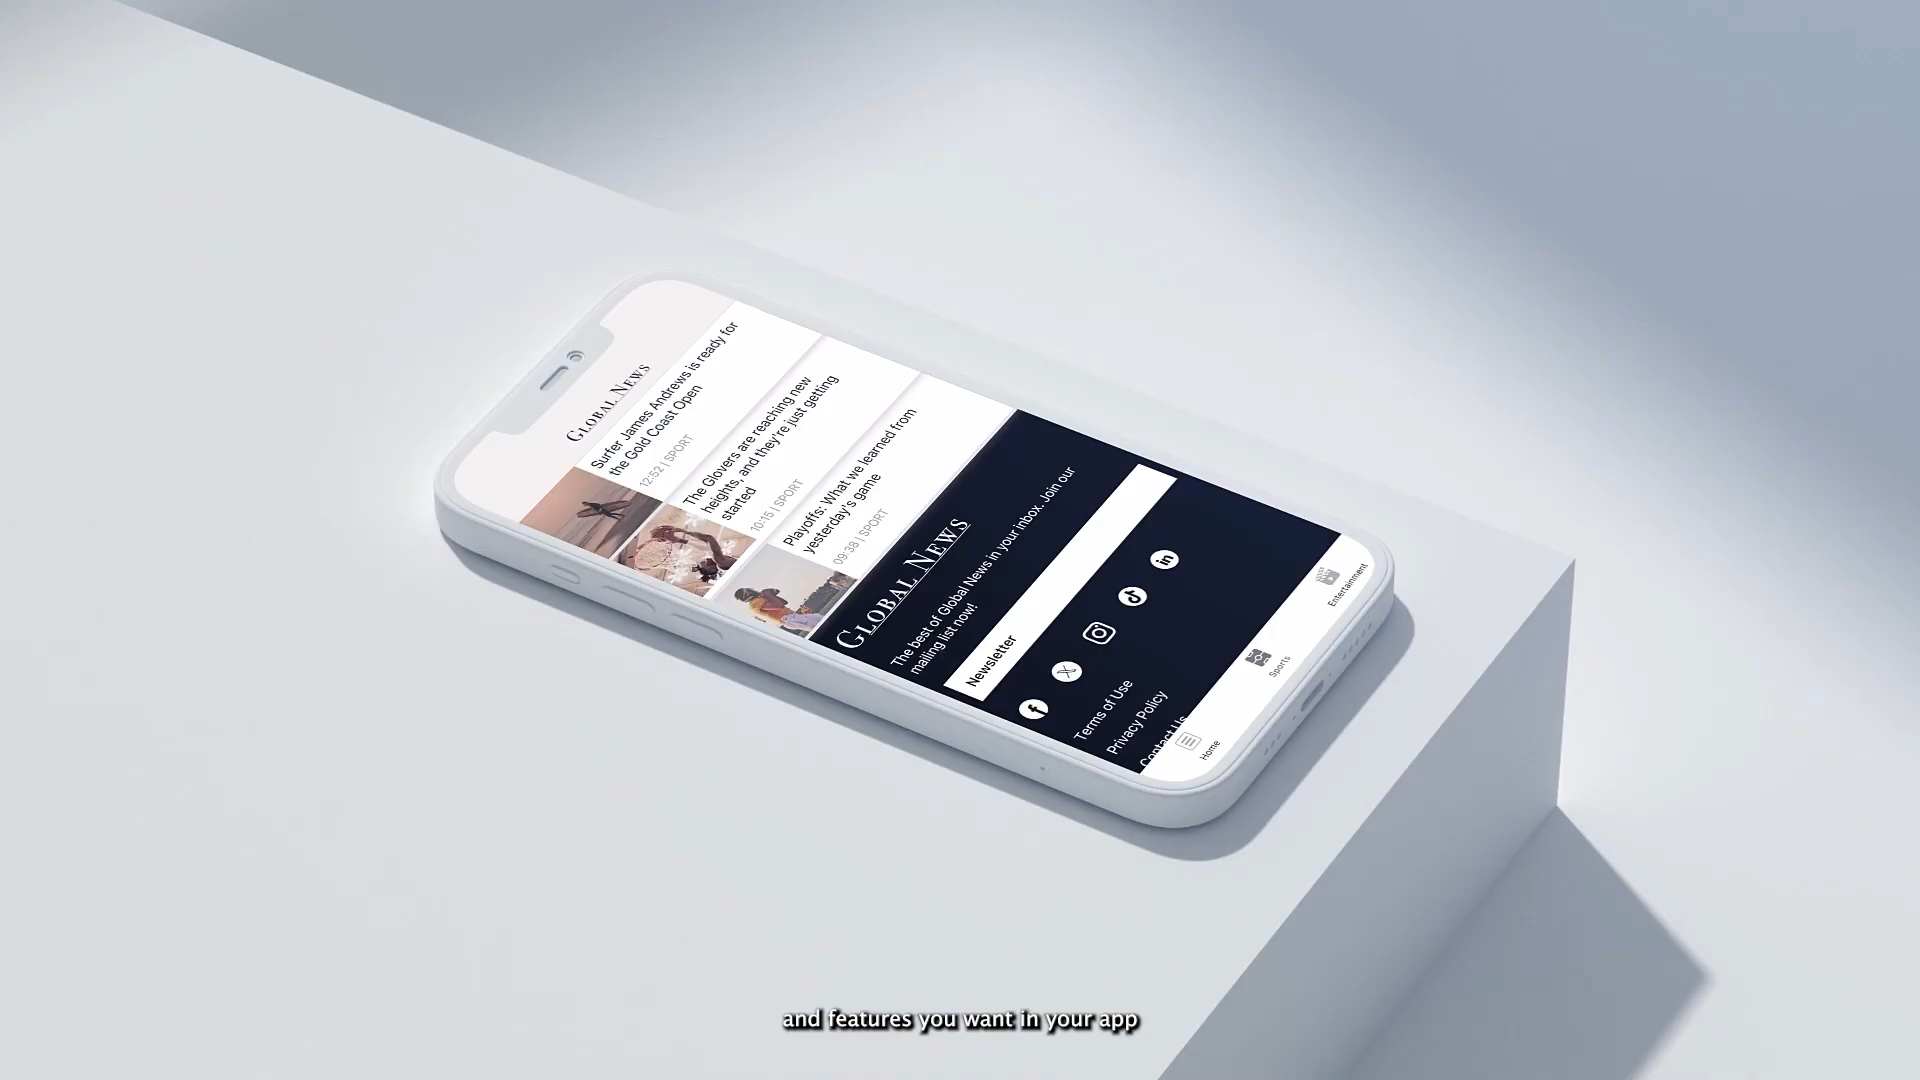 GLOBAL NEWS
Surfer James Andrews is ready for
the Gold Coast Open
12:52 | SPORT
The Glovers are reaching new
heights, and they're just getting
started
10:15 | SPORT
Playoffs: What we learned from
yesterday's game
09:38 | SPORT
GLOBAL NEWS
The best of Global News in your inbox. Join our
mailing list now!
Newsletter
Terms of Use
Privacy Policy
Contact Us
Home
Sports
Entertainment
and features you want in your app